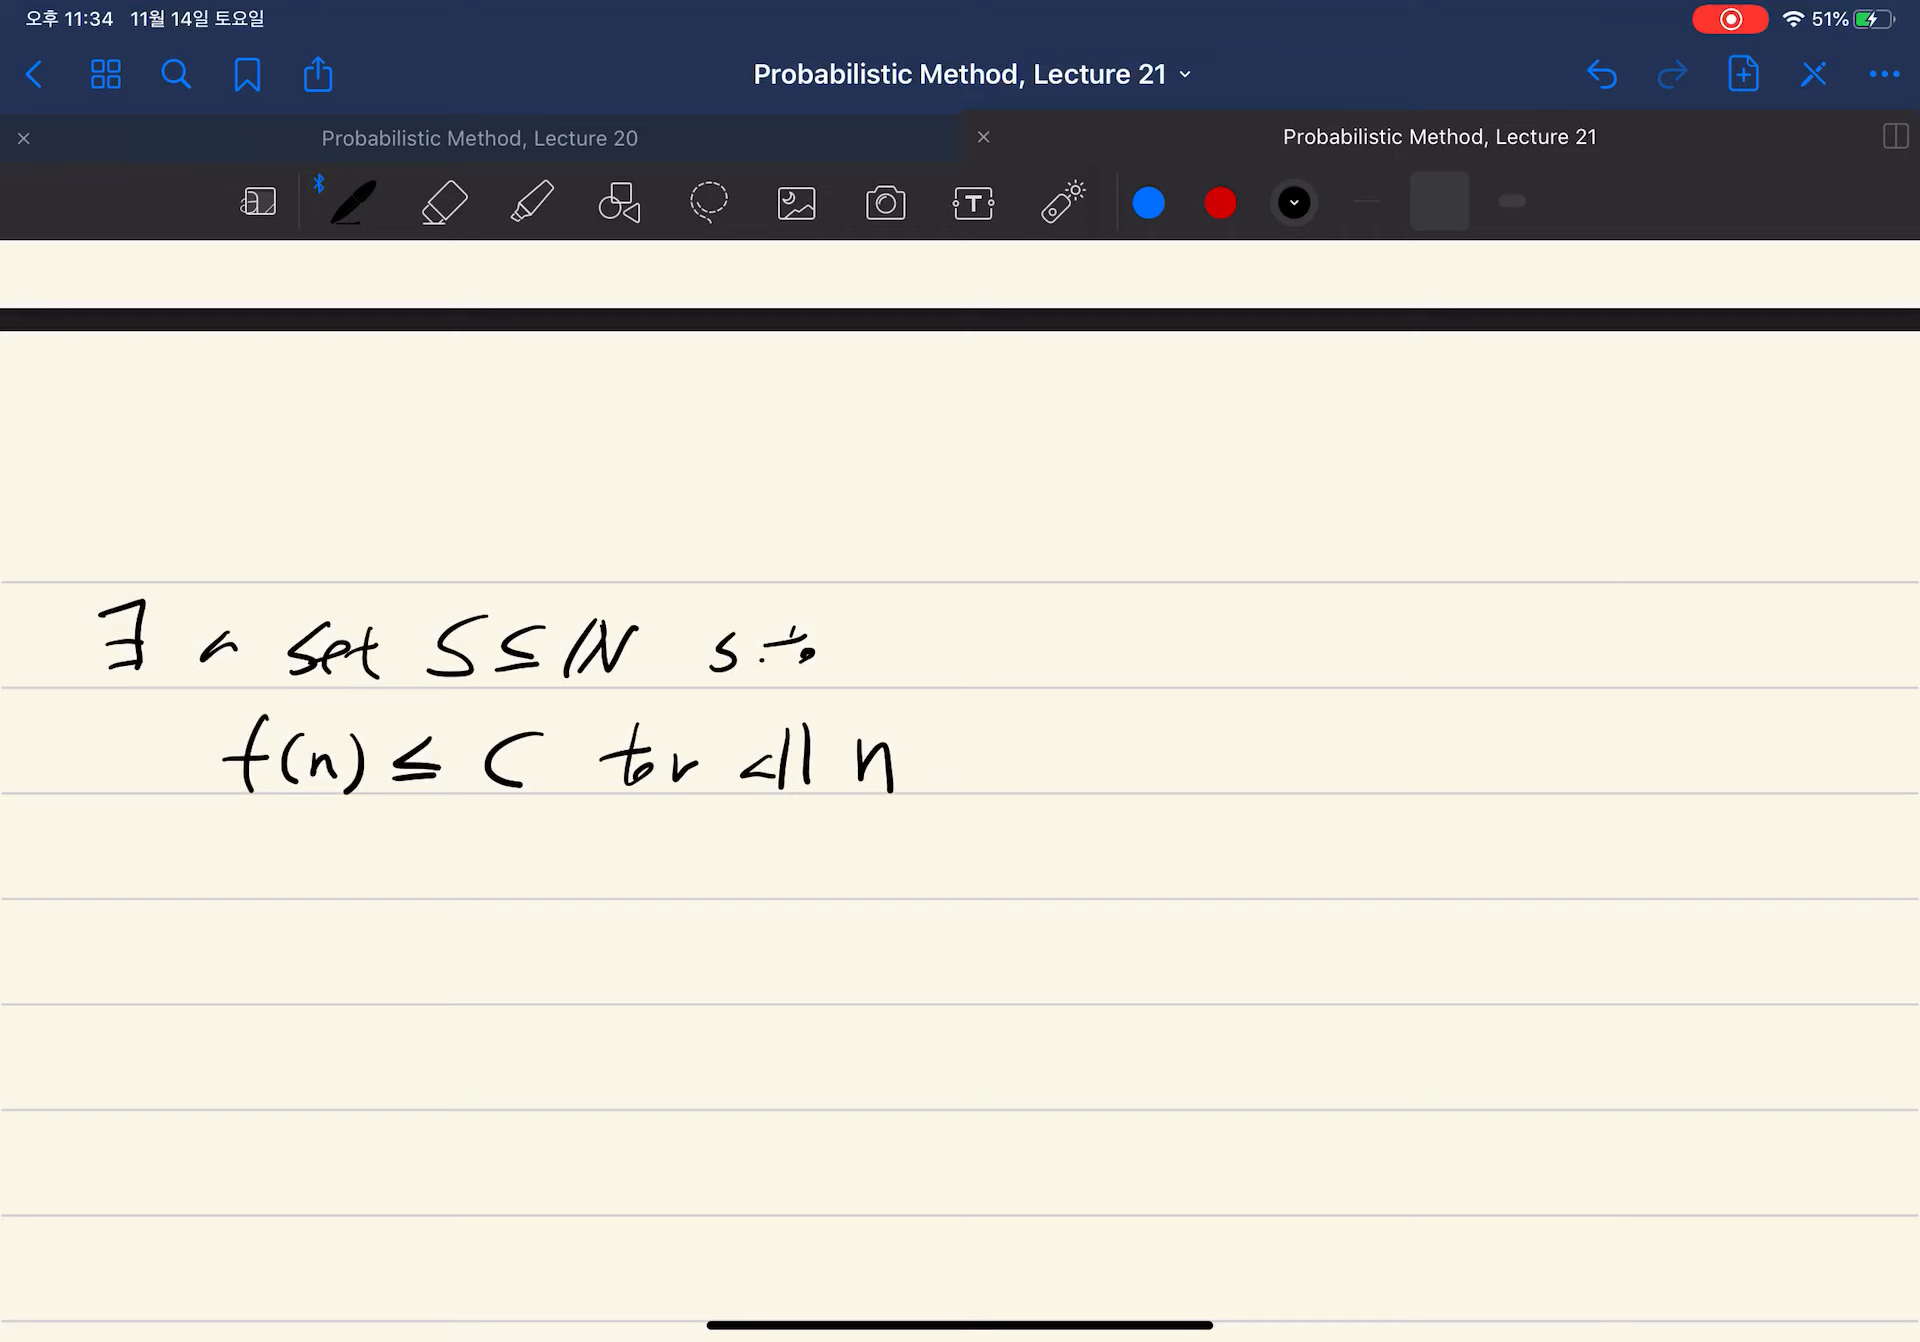 오후 11:34 11월 14일 토요일
51%
Probabilistic Method, Lecture 21
Probabilistic Method, Lecture 20
Probabilistic Method, Lecture 21
∃ a set S ⊆ ℕ s.t.
f(n) ≤ C for all n